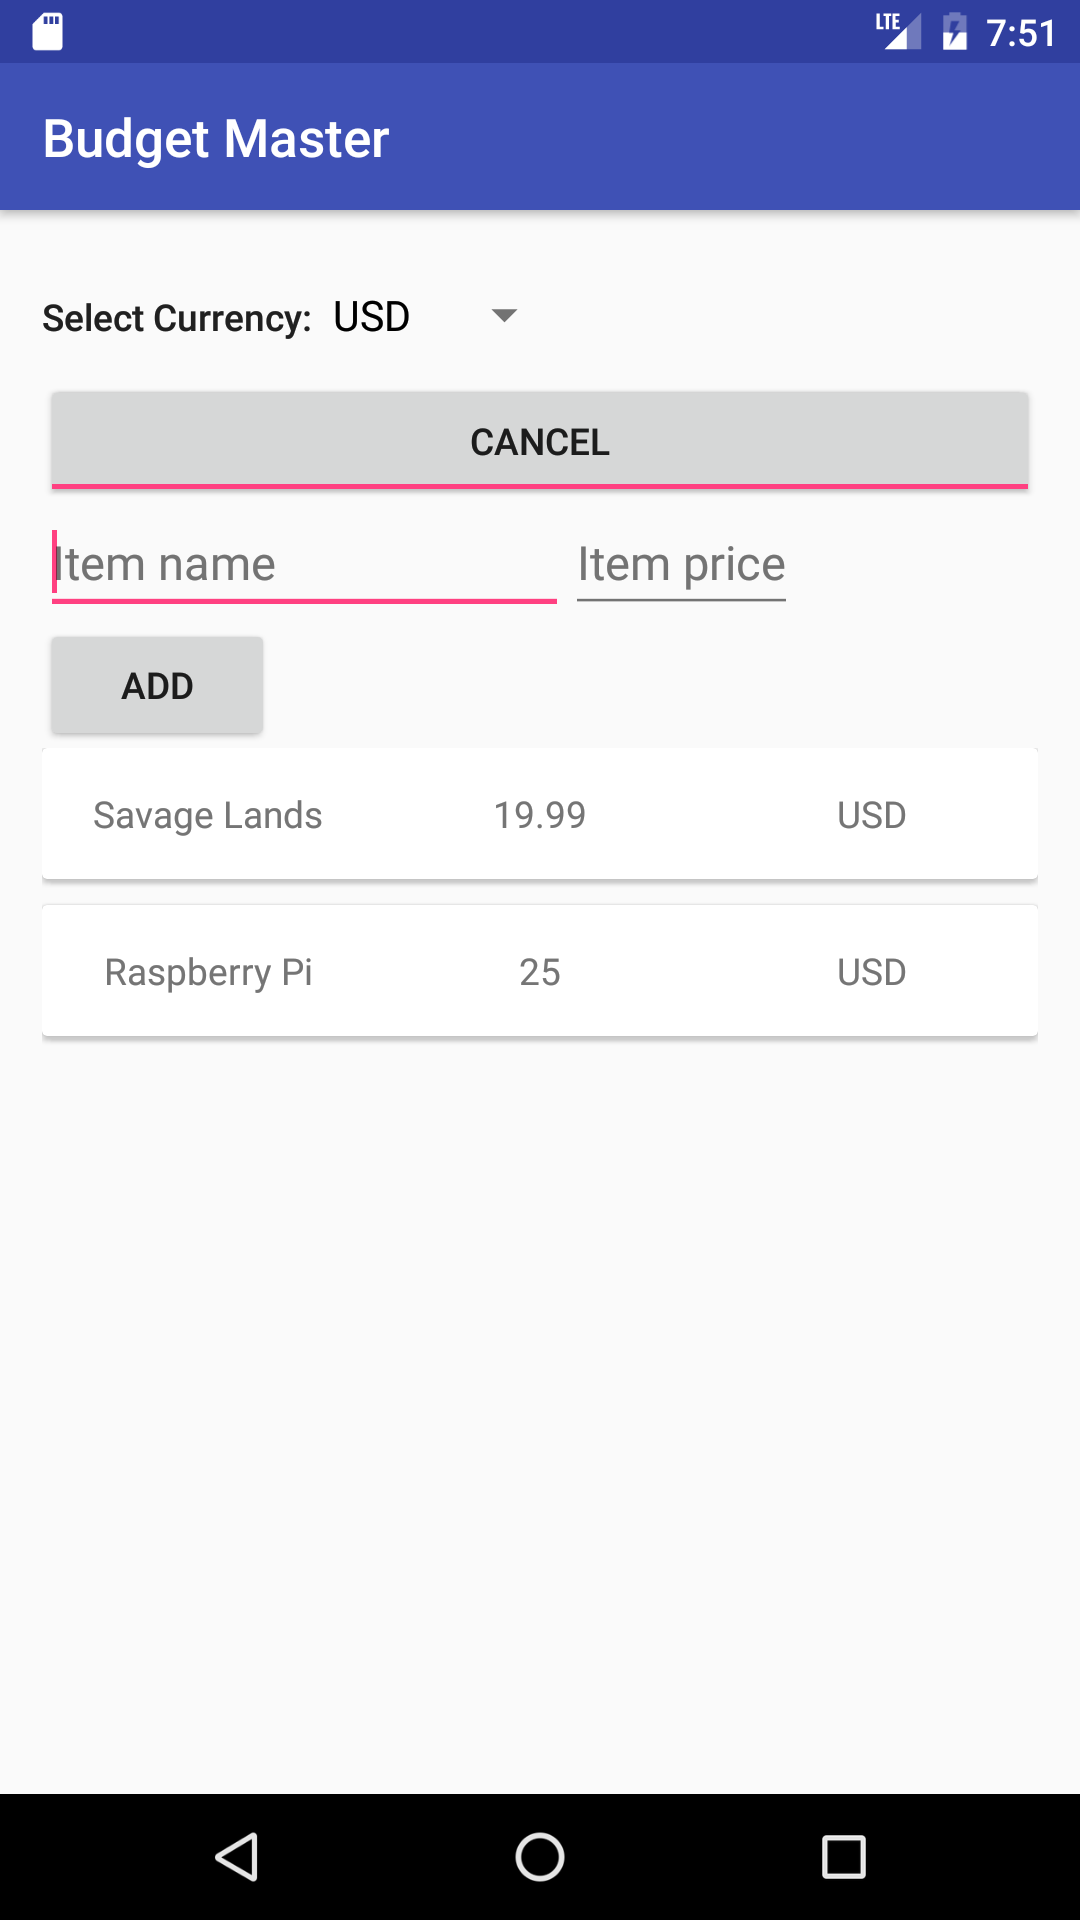 LTE 7:51
Budget Master
Select Currency: USD
CANCEL
Item name Item price
ADD
Savage Lands 19.99 USD
Raspberry Pi 25 USD